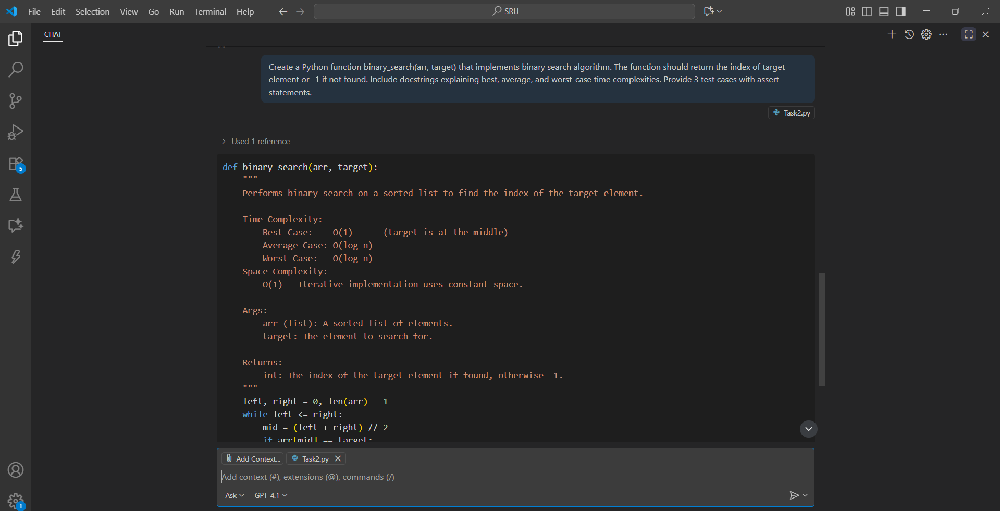 File Edit Selection View Go Run Terminal Help
SRU
CHAT
Create a Python function binary_search(arr, target) that implements binary search algorithm. The function should return the index of target
element or -1 if not found. Include docstrings explaining best, average, and worst-case time complexities. Provide 3 test cases with assert
statements.
Task2.py
Used 1 reference
def binary_search(arr, target):
    """
    Performs binary search on a sorted list to find the index of the target element.
    Time Complexity:
        Best Case:    O(1)      (target is at the middle)
        Average Case: O(log n)
        Worst Case:   O(log n)
    Space Complexity:
        O(1) - Iterative implementation uses constant space.
    Args:
        arr (list): A sorted list of elements.
        target: The element to search for.
    Returns:
        int: The index of the target element if found, otherwise -1.
    """
    left, right = 0, len(arr) - 1
    while left <= right:
        mid = (left + right) // 2
        if arr[mid] == target:
5
Add Context... Task2.py
Add context (#), extensions (@), commands (/)
Ask GPT-4.1
1